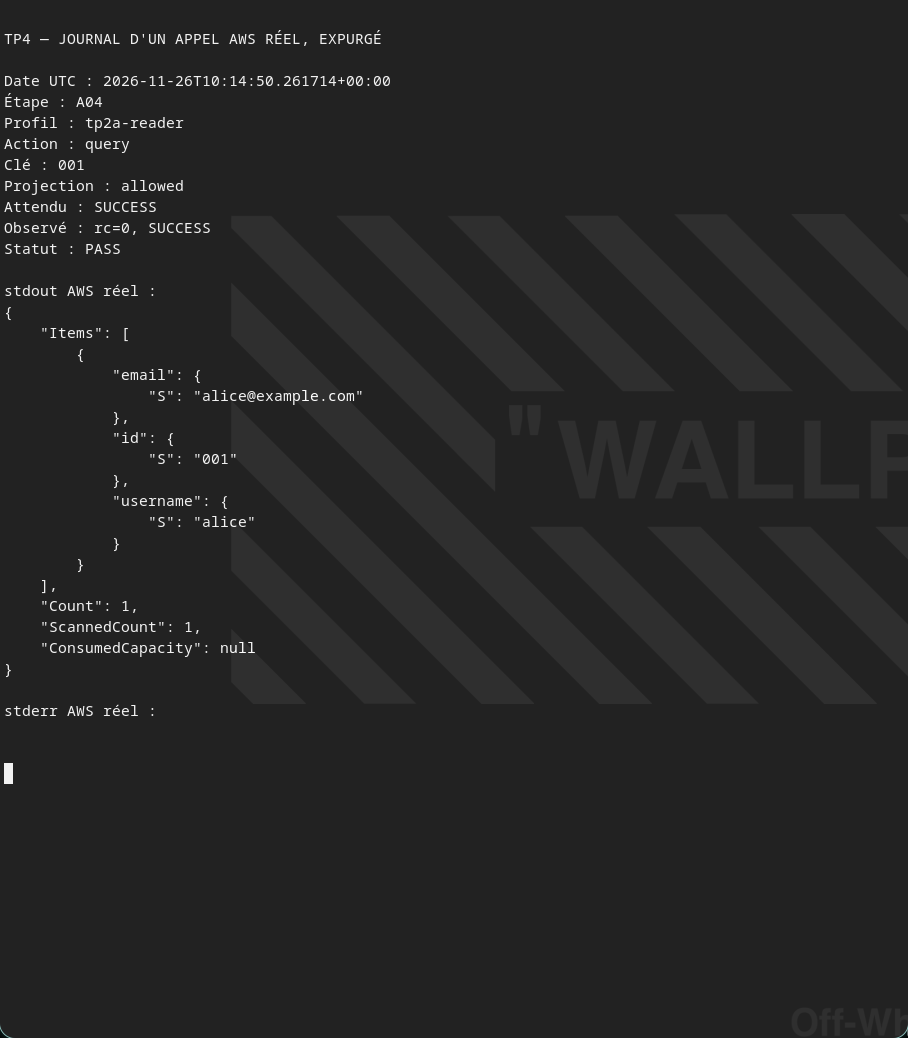 TP4 — JOURNAL D'UN APPEL AWS RÉEL, EXPURGÉ
Date UTC : 2026-11-26T10:14:50.261714+00:00
Étape : A04
Profil : tp2a-reader
Action : query
Clé : 001
Projection : allowed
Attendu : SUCCESS
Observé : rc=0, SUCCESS
Statut : PASS
stdout AWS réel :
{
    "Items": [
        {
            "email": {
                "S": "alice@example.com"
            },
            "id": {
                "S": "001"
            },
            "username": {
                "S": "alice"
            }
        }
    ],
    "Count": 1,
    "ScannedCount": 1,
    "ConsumedCapacity": null
}
stderr AWS réel :